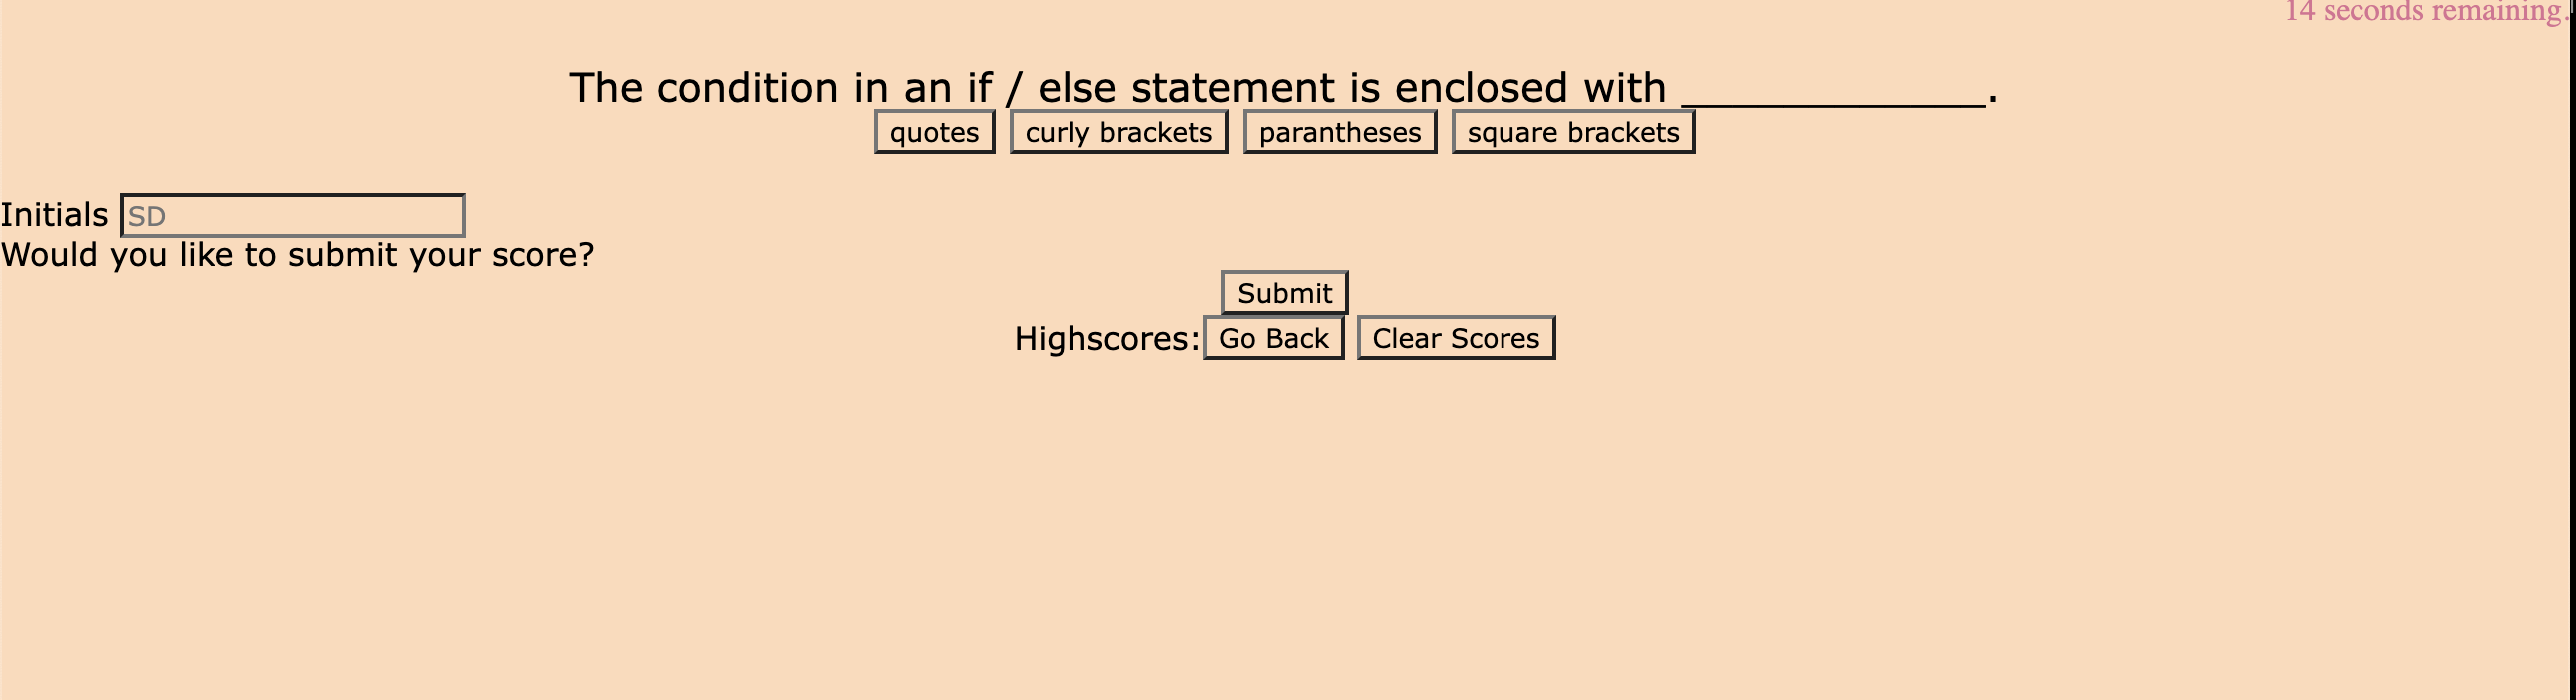 14 seconds remaining.
The condition in an if / else statement is enclosed with ____________.
quotes curly brackets parantheses square brackets
Initials SD
Would you like to submit your score?
Submit
Highscores: Go Back Clear Scores